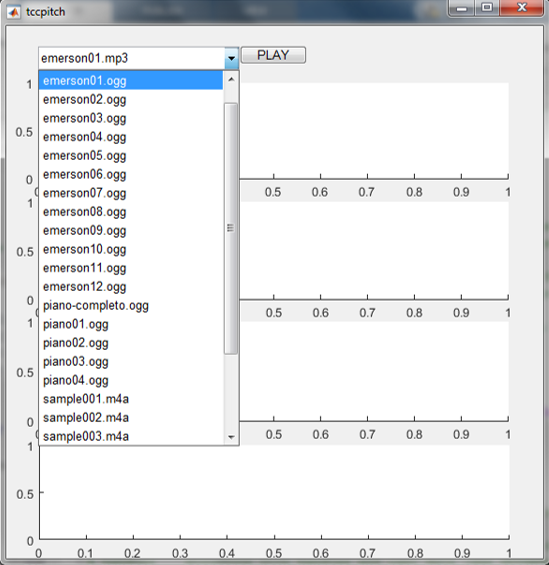 tccpitch
emerson01.mp3 PLAY
emerson01.ogg
emerson02.ogg
emerson03.ogg
emerson04.ogg
emerson05.ogg
emerson06.ogg
emerson07.ogg
emerson08.ogg
emerson09.ogg
emerson10.ogg
emerson11.ogg
emerson12.ogg
piano-completo.ogg
piano01.ogg
piano02.ogg
piano03.ogg
piano04.ogg
sample001.m4a
sample002.m4a
sample003.m4a
1
0.5
0
0.5 0.6 0.7 0.8 0.9 1
1
0.5
0
0.5 0.6 0.7 0.8 0.9 1
1
0.5
0
0.5 0.6 0.7 0.8 0.9 1
1
0.5
0
0 0.1 0.2 0.3 0.4 0.5 0.6 0.7 0.8 0.9 1